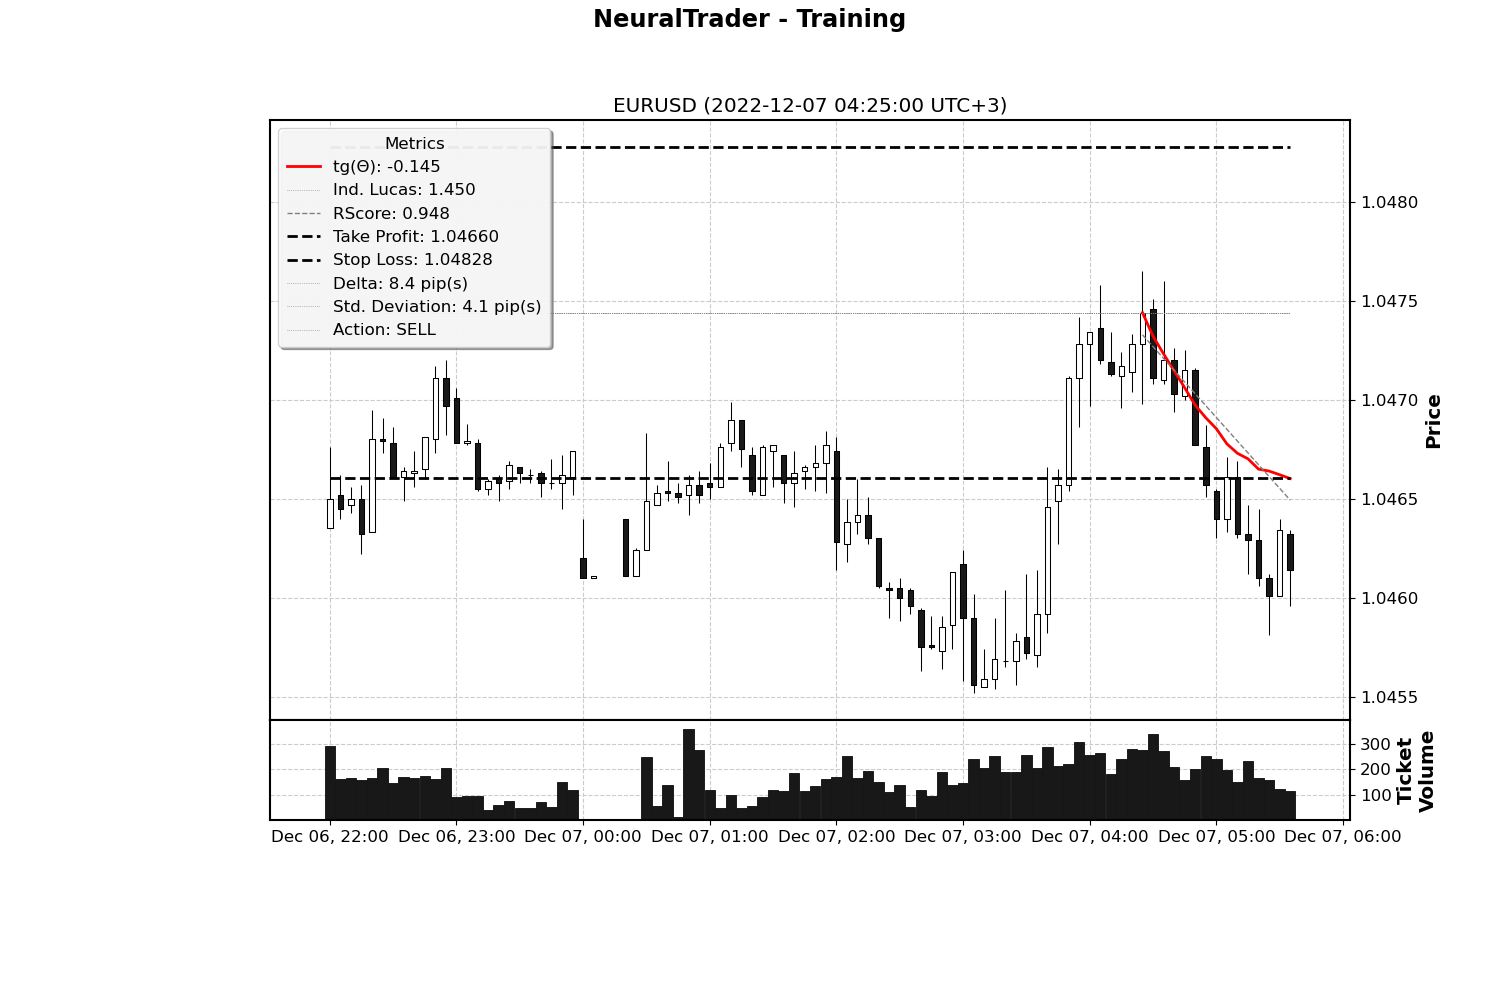 NeuralTrader - Training
EURUSD (2022-12-07 04:25:00 UTC+3)
Metrics
tg(Θ): -0.145
Ind. Lucas: 1.450
RScore: 0.948
Take Profit: 1.04660
Stop Loss: 1.04828
Delta: 8.4 pip(s)
Std. Deviation: 4.1 pip(s)
Action: SELL
1.0480
1.0475
1.0470
1.0465
1.0460
1.0455
Price
300
200
100
Ticket
Volume
Dec 06, 22:00 Dec 06, 23:00 Dec 07, 00:00 Dec 07, 01:00 Dec 07, 02:00 Dec 07, 03:00 Dec 07, 04:00 Dec 07, 05:00 Dec 07, 06:00